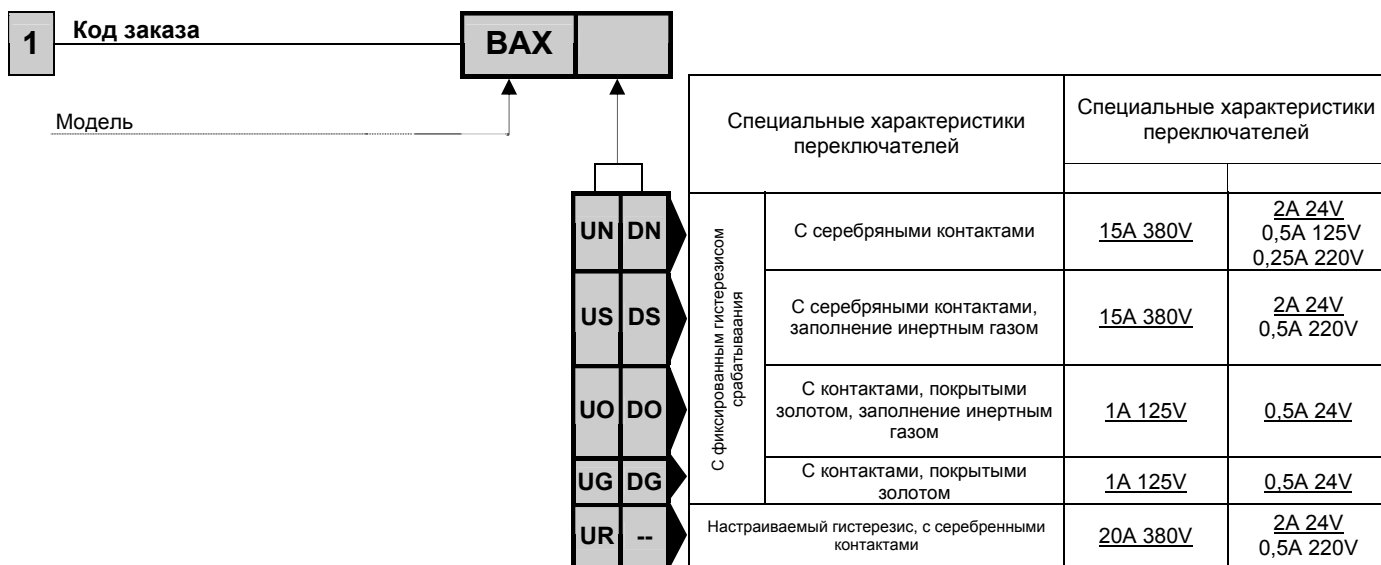 1
Код заказа
BAX
Модель
Специальные характеристики
переключателей
Специальные характеристики
переключателей
С фиксированным гистерезисом
срабатываания
UN DN
С серебряными контактами
15A 380V
2A 24V
0,5A 125V
0,25A 220V
US DS
С серебряными контактами,
заполнение инертным газом
15A 380V
2A 24V
0,5A 220V
UO DO
С контактами, покрытыми
золотом, заполнение инертным
газом
1A 125V
0,5A 24V
UG DG
С контактами, покрытыми
золотом
1A 125V
0,5A 24V
UR --
Настраиваемый гистерезис, с серебренными
контактами
20A 380V
2A 24V
0,5A 220V